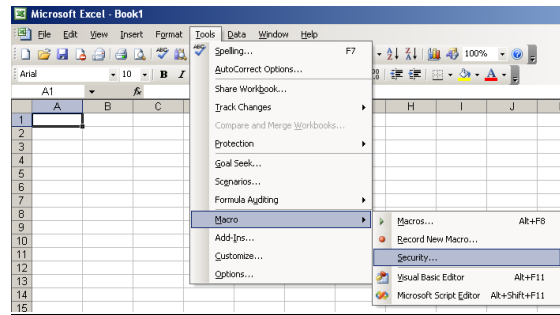 Microsoft Excel - Book1
File Edit View Insert Format Tools Data Window Help
100%
Arial 10 B I
A1 fx
A B C H I J
1
2
3
4
5
6
7
8
9
10
11
12
13
14
15
Spelling... F7
AutoCorrect Options...
Share Workbook...
Track Changes
Compare and Merge Workbooks...
Protection
Goal Seek...
Scenarios...
Formula Auditing
Macro
Add-Ins...
Customize...
Options...
Macros... Alt+F8
Record New Macro...
Security...
Visual Basic Editor Alt+F11
Microsoft Script Editor Alt+Shift+F11